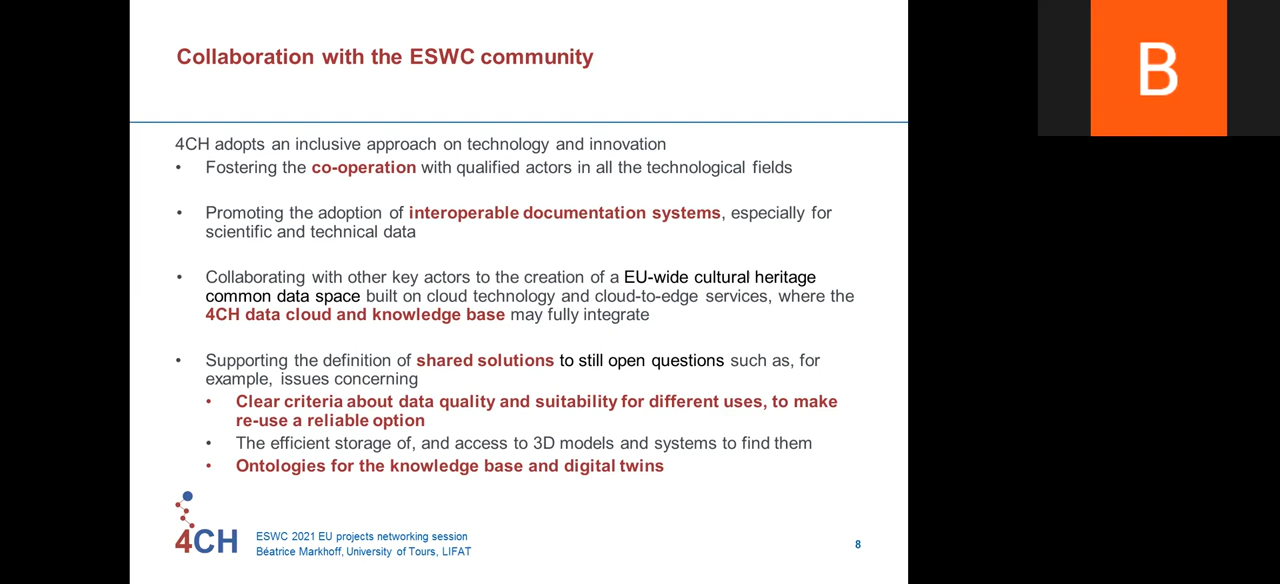 Collaboration with the ESWC community
B
4CH adopts an inclusive approach on technology and innovation
• Fostering the co-operation with qualified actors in all the technological fields
• Promoting the adoption of interoperable documentation systems, especially for
scientific and technical data
• Collaborating with other key actors to the creation of a EU-wide cultural heritage
common data space built on cloud technology and cloud-to-edge services, where the
4CH data cloud and knowledge base may fully integrate
• Supporting the definition of shared solutions to still open questions such as, for
example, issues concerning
• Clear criteria about data quality and suitability for different uses, to make
re-use a reliable option
• The efficient storage of, and access to 3D models and systems to find them
• Ontologies for the knowledge base and digital twins
4CH
ESWC 2021 EU projects networking session
Béatrice Markhoff, University of Tours, LIFAT
8